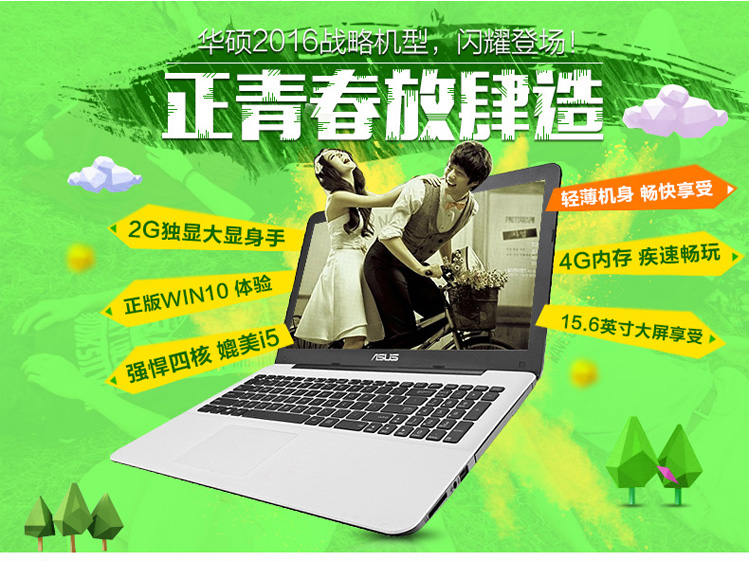 华硕2016战略机型，闪耀登场！
正青春放肆造
2G独显大显身手
正版WIN10 体验
强悍四核 媲美i5
轻薄机身 畅快享受
4G内存 疾速畅玩
15.6英寸大屏享受
ASUS